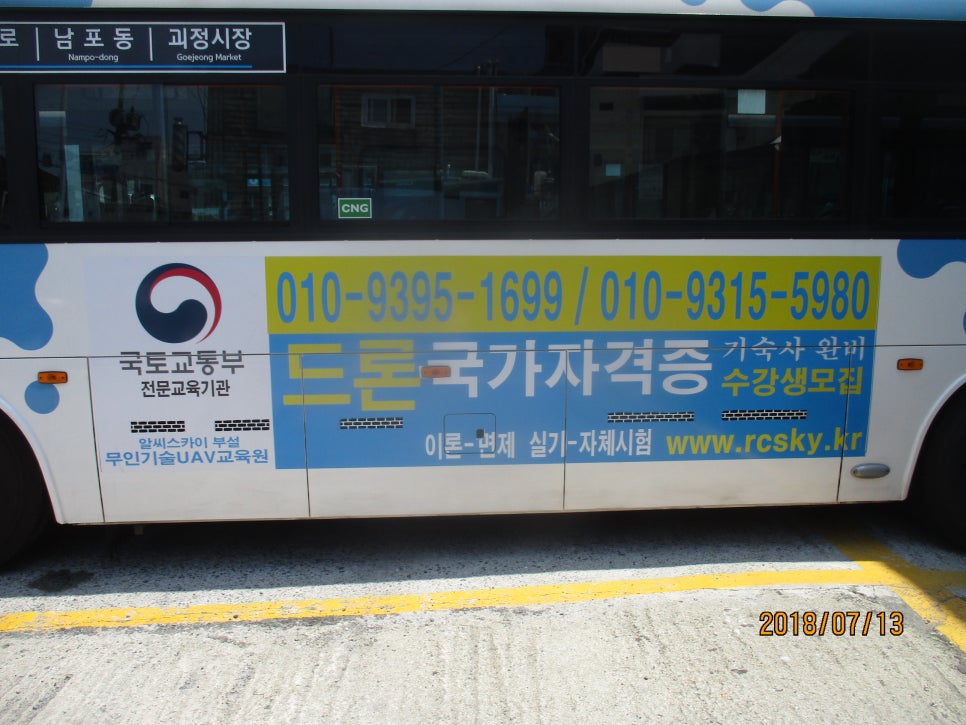 로 | 남포동 | 괴정시장
Nampo-dong Goejeong Market
CNG
국토교통부
전문교육기관
알씨스카이 부설
무인기술UAV교육원
010-9395-1699 / 010-9315-5980
드론국가자격증 기숙사 완비
수강생모집
이론-면제 실기-자체시험 www.rcsky.kr
2018/07/13